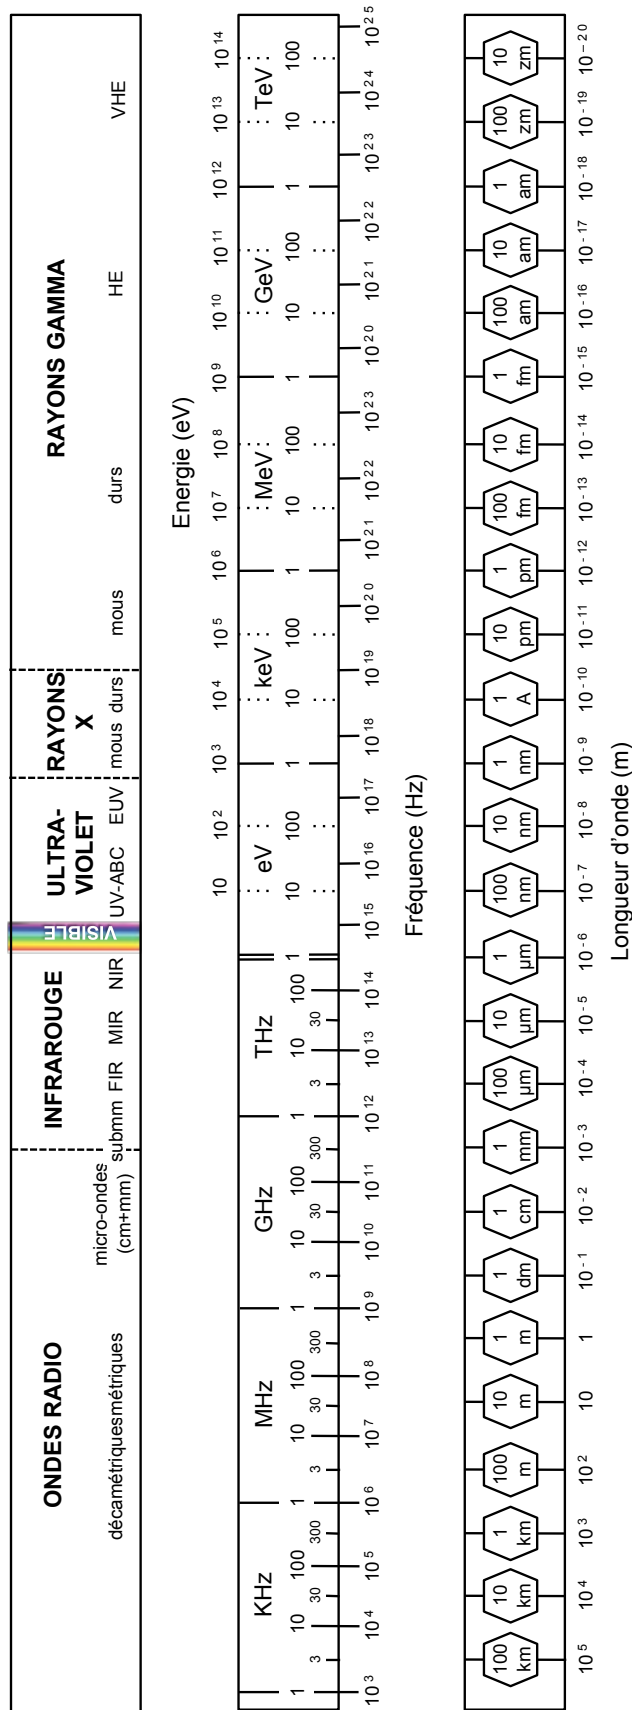 ONDES RADIO INFRAROUGE VISIBLE ULTRA- RAYONS RAYONS GAMMA
VIOLET X
décamétriques métriques micro-ondes submm FIR MIR NIR UV-ABC EUV mous durs mous durs HE VHE
(cm+mm)
Energie (eV)
10 10² 10³ 10⁴ 10⁵ 10⁶ 10⁷ 10⁸ 10⁹ 10¹⁰ 10¹¹ 10¹² 10¹³ 10¹⁴
KHz MHz GHz THz eV keV MeV GeV TeV
1 3 10 30 100 300 1 3 10 30 100 300 1 3 10 30 100 300 1 3 10 30 100 1 10 100 1 10 100 1 10 100 1 10 100 1 10 100
10³ 10⁴ 10⁵ 10⁶ 10⁷ 10⁸ 10⁹ 10¹⁰ 10¹¹ 10¹² 10¹³ 10¹⁴ 10¹⁵ 10¹⁶ 10¹⁷ 10¹⁸ 10¹⁹ 10²⁰ 10²¹ 10²² 10²³ 10²⁰ 10²¹ 10²² 10²³ 10²⁴ 10²⁵
Fréquence (Hz)
100 10 1 100 10 1 1 1 1 100 10 1 100 10 1 1 10 1 100 10 1 100 10 1 100 10
km km km m m m dm cm mm µm µm µm nm nm nm A pm pm fm fm fm am am am zm zm
10⁵ 10⁴ 10³ 10² 10 1 10⁻¹ 10⁻² 10⁻³ 10⁻⁴ 10⁻⁵ 10⁻⁶ 10⁻⁷ 10⁻⁸ 10⁻⁹ 10⁻¹⁰ 10⁻¹¹ 10⁻¹² 10⁻¹³ 10⁻¹⁴ 10⁻¹⁵ 10⁻¹⁶ 10⁻¹⁷ 10⁻¹⁸ 10⁻¹⁹ 10⁻²⁰
Longueur d'onde (m)